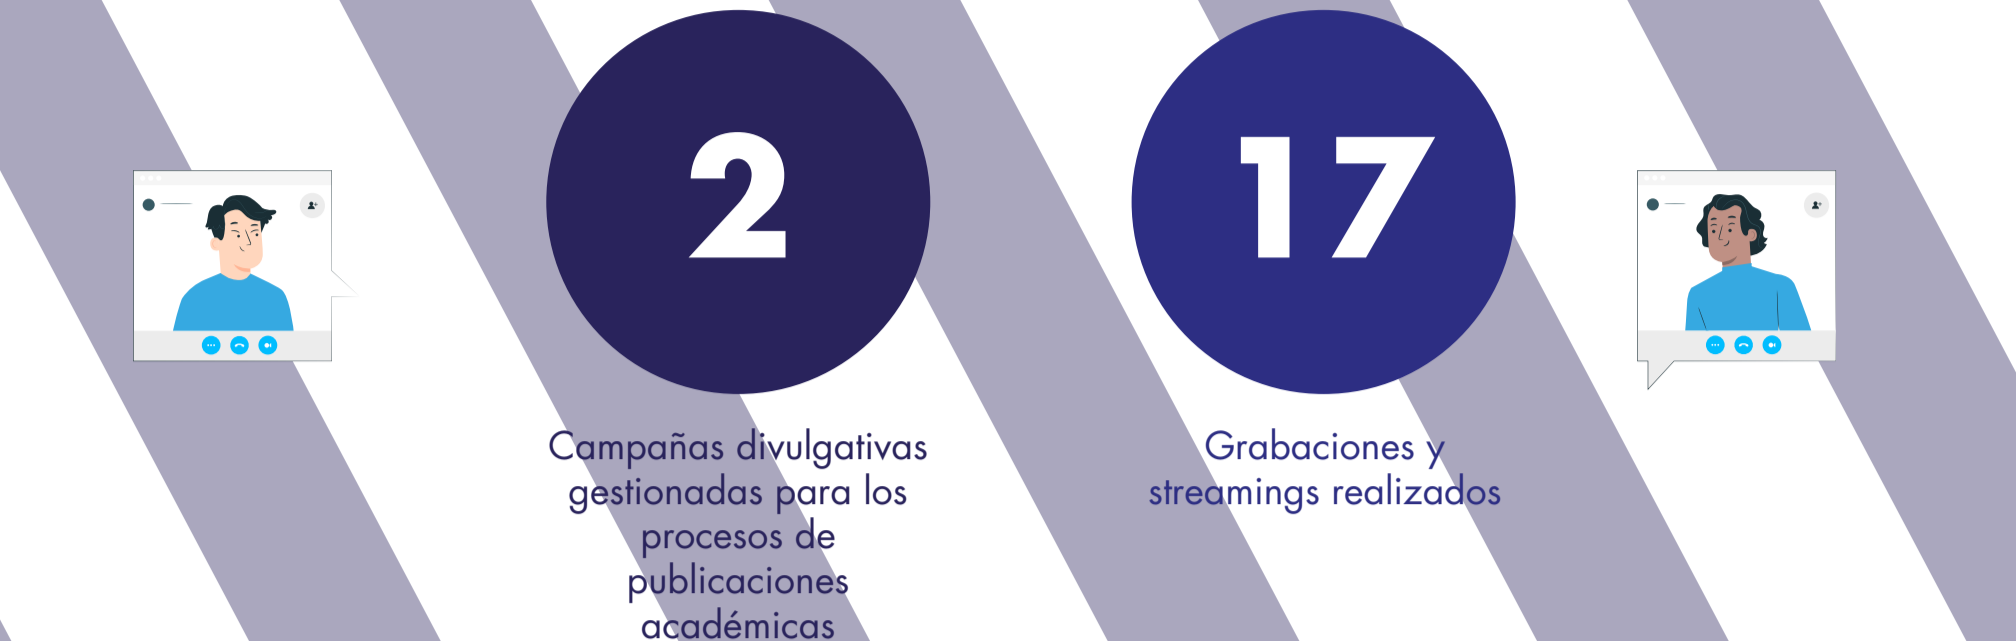 2
Campañas divulgativas
gestionadas para los
procesos de
publicaciones
académicas
17
Grabaciones y
streamings realizados